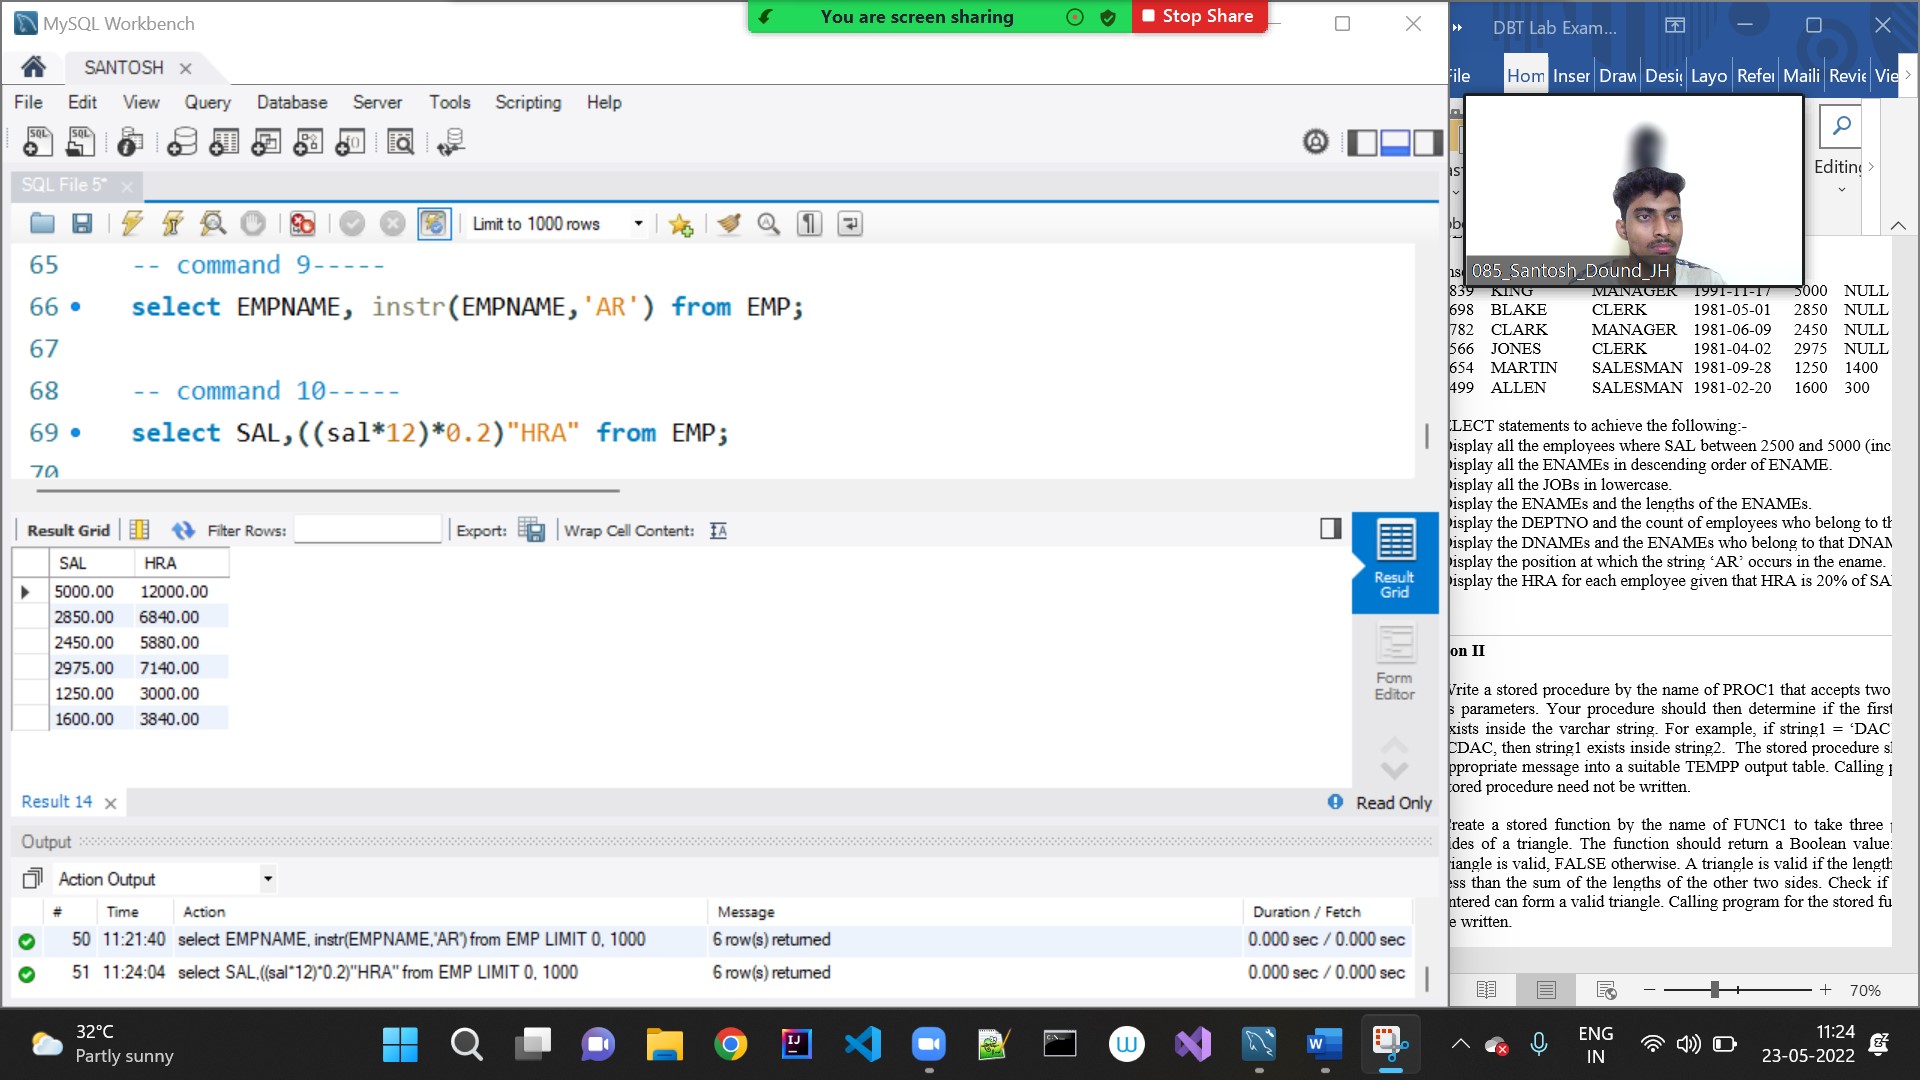 MySQL Workbench
You are screen sharing
Stop Share
SANTOSH
File Edit View Query Database Server Tools Scripting Help
SQL File 5*
Limit to 1000 rows
65 -- command 9-----
66 select EMPNAME, instr(EMPNAME,'AR') from EMP;
67
68 -- command 10-----
69 select SAL,((sal*12)*0.2)"HRA" from EMP;
70
Result Grid Filter Rows: Export: Wrap Cell Content:
SAL HRA
5000.00 12000.00
2850.00 6840.00
2450.00 5880.00
2975.00 7140.00
1250.00 3000.00
1600.00 3840.00
Result Grid
Form Editor
Result 14
Read Only
Output
Action Output
# Time Action Message Duration / Fetch
50 11:21:40 select EMPNAME, instr(EMPNAME,'AR') from EMP LIMIT 0, 1000 6 row(s) returned 0.000 sec / 0.000 sec
51 11:24:04 select SAL,((sal*12)*0.2)"HRA" from EMP LIMIT 0, 1000 6 row(s) returned 0.000 sec / 0.000 sec
DBT Lab Exam...
ile Hom Inser Draw Desig Layo Refer Maili Revie Vie
Editing
085_Santosh_Dound_JH
839 KING MANAGER 1991-11-17 5000 NULL
698 BLAKE CLERK 1981-05-01 2850 NULL
782 CLARK MANAGER 1981-06-09 2450 NULL
566 JONES CLERK 1981-04-02 2975 NULL
654 MARTIN SALESMAN 1981-09-28 1250 1400
499 ALLEN SALESMAN 1981-02-20 1600 300
LECT statements to achieve the following:-
isplay all the employees where SAL between 2500 and 5000 (inc
isplay all the ENAMEs in descending order of ENAME.
isplay all the JOBs in lowercase.
isplay the ENAMEs and the lengths of the ENAMEs.
isplay the DEPTNO and the count of employees who belong to th
isplay the DNAMEs and the ENAMEs who belong to that DNAM
isplay the position at which the string ‘AR’ occurs in the ename.
isplay the HRA for each employee given that HRA is 20% of SA
on II
rite a stored procedure by the name of PROC1 that accepts two
s parameters. Your procedure should then determine if the first
xists inside the varchar string. For example, if string1 = ‘DAC
CDAC, then string1 exists inside string2. The stored procedure s
ppropriate message into a suitable TEMPP output table. Calling p
tored procedure need not be written.
reate a stored function by the name of FUNC1 to take three
ides of a triangle. The function should return a Boolean value
iangle is valid, FALSE otherwise. A triangle is valid if the length
ess than the sum of the lengths of the other two sides. Check if
ntered can form a valid triangle. Calling program for the stored fu
e written.
70%
32°C
Partly sunny
ENG
IN
11:24
23-05-2022